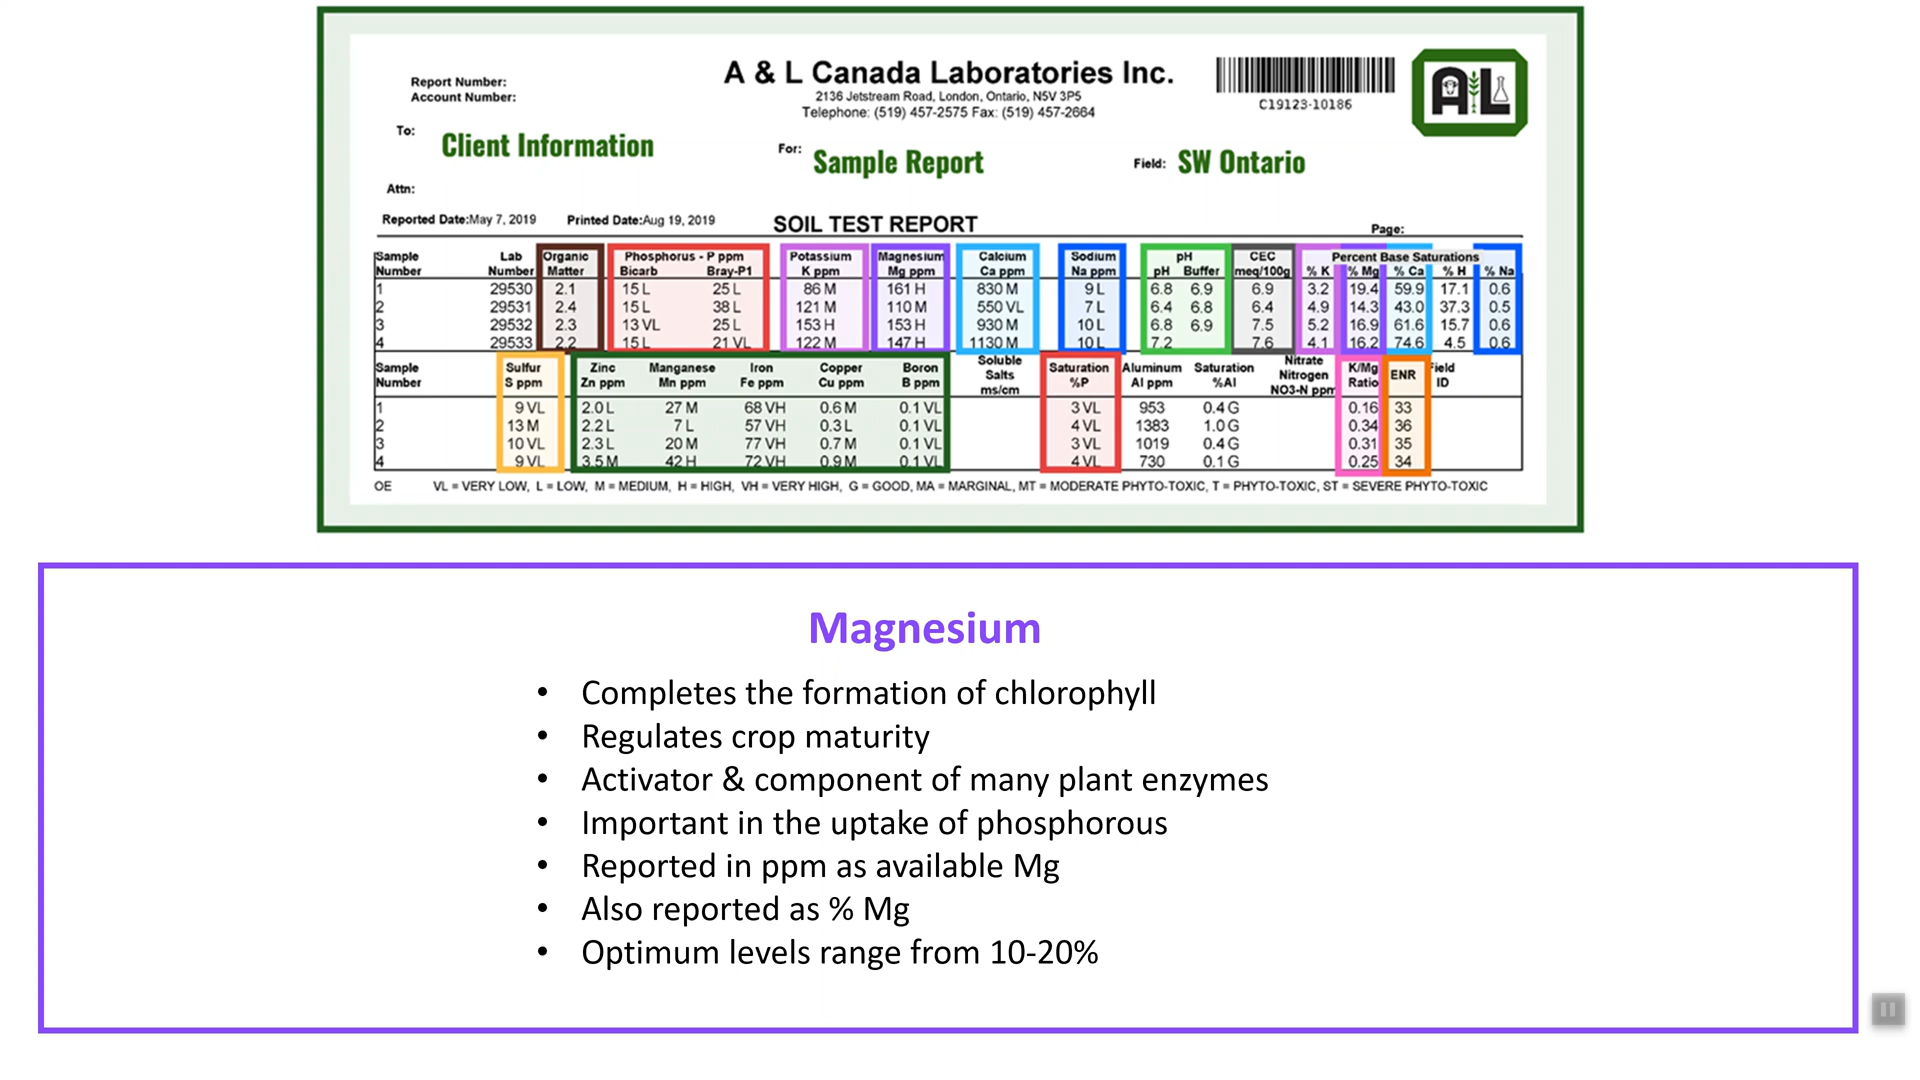 Report Number:
Account Number:
A & L Canada Laboratories Inc.
2136 Jetstream Road, London, Ontario, N5V 3P5
Telephone: (519) 457-2575 Fax: (519) 457-2664
C19123-10186
A L
To:
Client Information
For:
Sample Report
Field:
SW Ontario
Attn:
Reported Date:May 7, 2019 Printed Date:Aug 19, 2019 SOIL TEST REPORT Page:
Sample Lab Organic Phosphorus - P ppm Potassium Magnesium Calcium Sodium pH CEC Percent Base Saturations
Number Number Matter Bicarb Bray-P1 K ppm Mg ppm Ca ppm Na ppm pH Buffer meq/100g % K % Mg % Ca % H % Na
1 29530 2.1 15 L 25 L 86 M 161 H 830 M 9 L 6.8 6.9 6.9 3.2 19.4 59.9 17.1 0.6
2 29531 2.4 15 L 38 L 121 M 110 M 550 VL 7 L 6.4 6.8 6.4 4.9 14.3 43.0 37.3 0.5
3 29532 2.3 13 VL 25 L 153 H 153 H 930 M 10 L 6.8 6.9 7.5 5.2 16.9 61.6 15.7 0.6
4 29533 2.2 15 L 21 VL 122 M 147 H 1130 M 10 L 7.2 7.6 4.1 16.2 74.6 4.5 0.6
Sample Number
Sulfur S ppm
Zinc Zn ppm
Manganese Mn ppm
Iron Fe ppm
Copper Cu ppm
Boron B ppm
Soluble Salts ms/cm
Saturation %P
Aluminum Al ppm
Saturation %Al
Nitrate Nitrogen NO3-N ppm
K/Mg Ratio
ENR
Field ID
1 9 VL 2.0 L 27 M 68 VH 0.6 M 0.1 VL 3 VL 953 0.4 G 0.16 33
2 13 M 2.2 L 7 L 57 VH 0.3 L 0.1 VL 4 VL 1383 1.0 G 0.34 36
3 10 VL 2.3 L 20 M 77 VH 0.7 M 0.1 VL 3 VL 1019 0.4 G 0.31 35
4 9 VL 3.5 M 42 H 72 VH 0.9 M 0.1 VL 4 VL 730 0.1 G 0.25 34
OE VL = VERY LOW, L = LOW, M = MEDIUM, H = HIGH, VH = VERY HIGH, G = GOOD, MA = MARGINAL, MT = MODERATE PHYTO-TOXIC, T = PHYTO-TOXIC, ST = SEVERE PHYTO-TOXIC
Magnesium
• Completes the formation of chlorophyll
• Regulates crop maturity
• Activator & component of many plant enzymes
• Important in the uptake of phosphorous
• Reported in ppm as available Mg
• Also reported as % Mg
• Optimum levels range from 10-20%